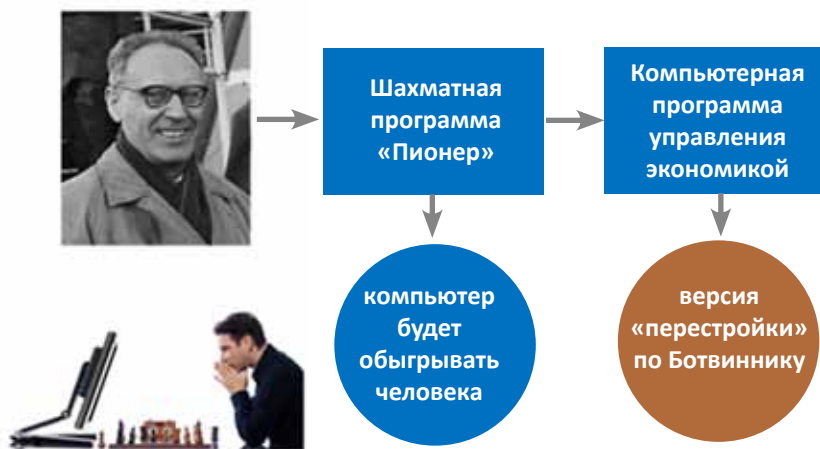 Шахматная
программа
«Пионер»
Компьютерная
программа
управления
экономикой
компьютер
будет
обыгрывать
человека
версия
«перестройки»
по Ботвиннику